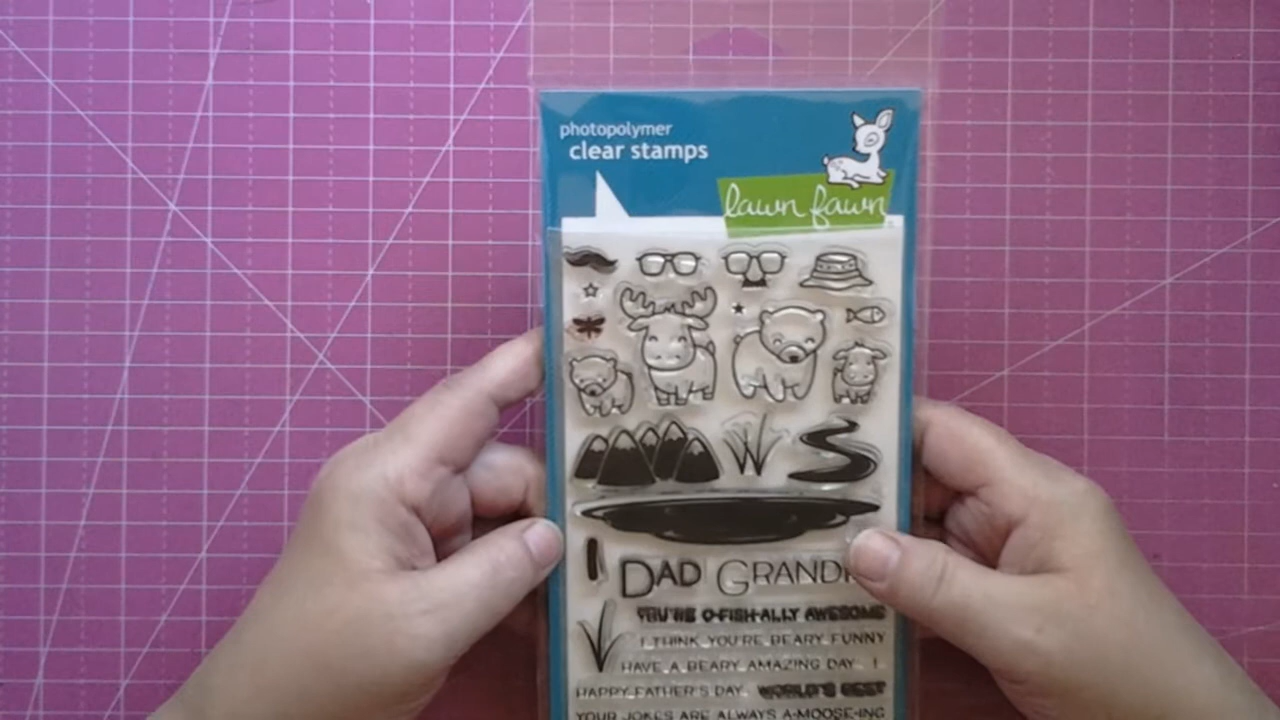 photopolymer
clear stamps
lawn fawn
DAD GRAND
YOU'RE O-FISH-ALLY AWESOME
I THINK YOU'RE BEARY FUNNY
HAVE A BEARY AMAZING DAY !
HAPPY FATHER'S DAY WORLD'S BEST
YOUR JOKES ARE ALWAYS A-MOOSE-ING